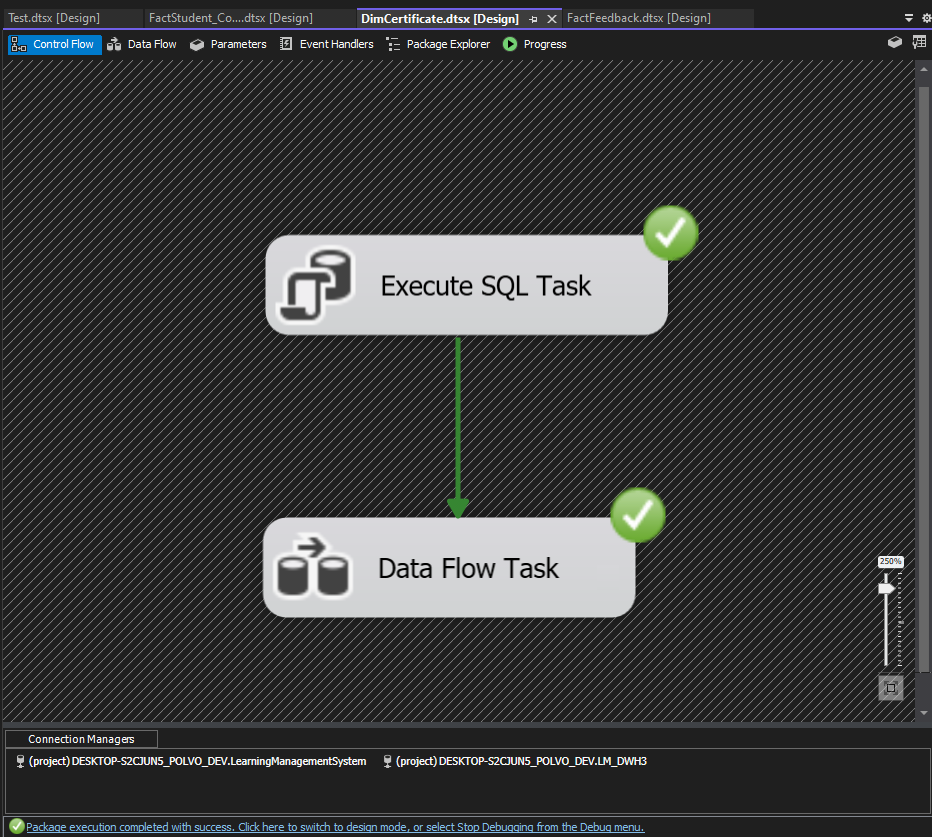 Test.dtsx [Design]
FactStudent_Co....dtsx [Design]
DimCertificate.dtsx [Design]
FactFeedback.dtsx [Design]
Control Flow
Data Flow
Parameters
Event Handlers
Package Explorer
Progress
Execute SQL Task
Data Flow Task
250%
Connection Managers
(project) DESKTOP-S2CJUN5_POLVO_DEV.LearningManagementSystem
(project) DESKTOP-S2CJUN5_POLVO_DEV.LM_DWH3
Package execution completed with success. Click here to switch to design mode, or select Stop Debugging from the Debug menu.